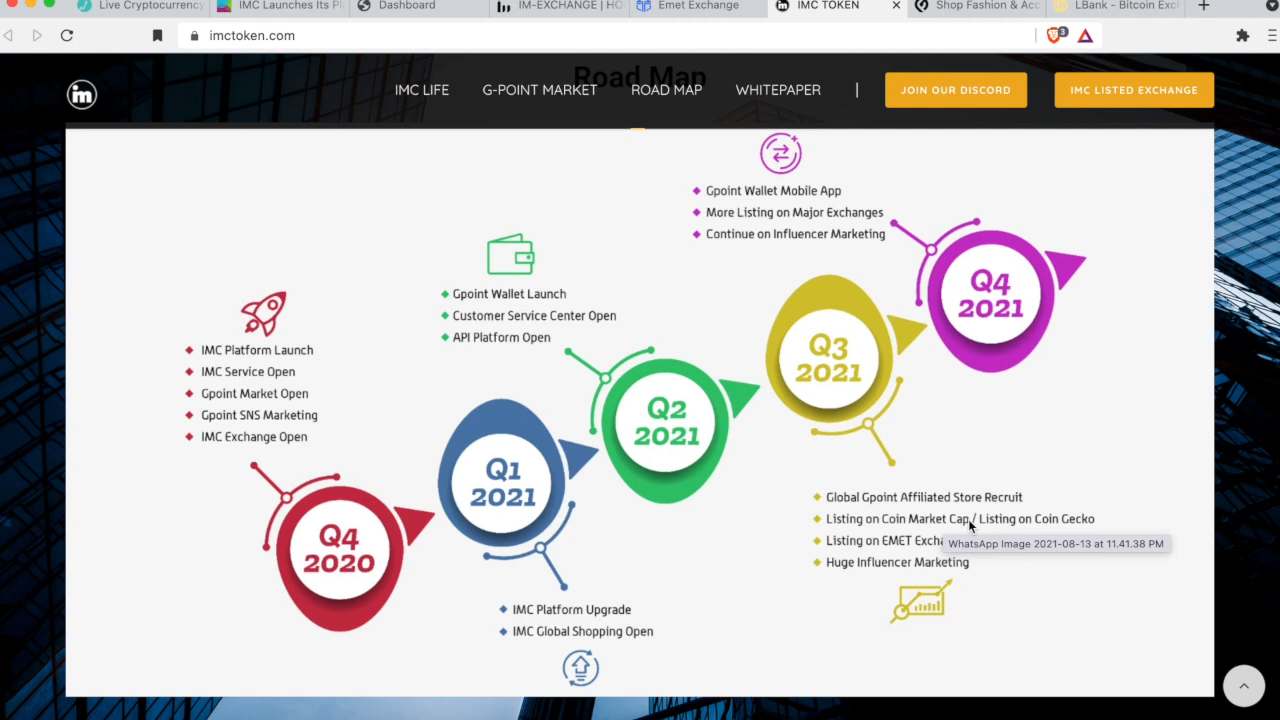 Live Cryptocurrency
IMC Launches Its Pl
Dashboard
IM-EXCHANGE | HO
Emet Exchange
IMC TOKEN
Shop Fashion & Acc
LBank - Bitcoin Exc
imctoken.com
3
Road Map
im
IMC LIFE
G-POINT MARKET
ROAD MAP
WHITEPAPER
|
JOIN OUR DISCORD
IMC LISTED EXCHANGE
Gpoint Wallet Mobile App
More Listing on Major Exchanges
Continue on Influencer Marketing
Q4
2021
Gpoint Wallet Launch
Customer Service Center Open
API Platform Open
Q3
2021
IMC Platform Launch
IMC Service Open
Gpoint Market Open
Gpoint SNS Marketing
IMC Exchange Open
Q2
2021
Q1
2021
Q4
2020
Global Gpoint Affiliated Store Recruit
Listing on Coin Market Cap / Listing on Coin Gecko
Listing on EMET Excha
WhatsApp Image 2021-08-13 at 11.41.38 PM
Huge Influencer Marketing
IMC Platform Upgrade
IMC Global Shopping Open